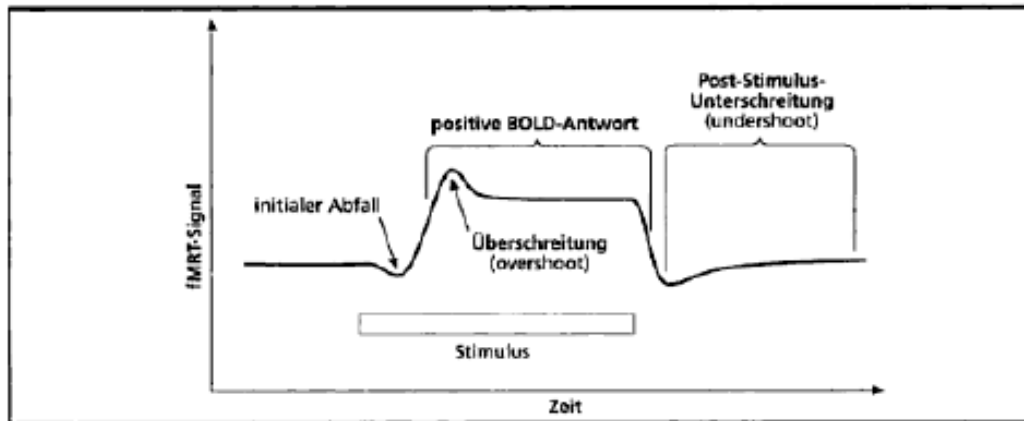 Post-Stimulus-
Unterschreitung
(undershoot)
positive BOLD-Antwort
initialer Abfall
Überschreitung
(overshoot)
fMRT-Signal
Stimulus
Zeit